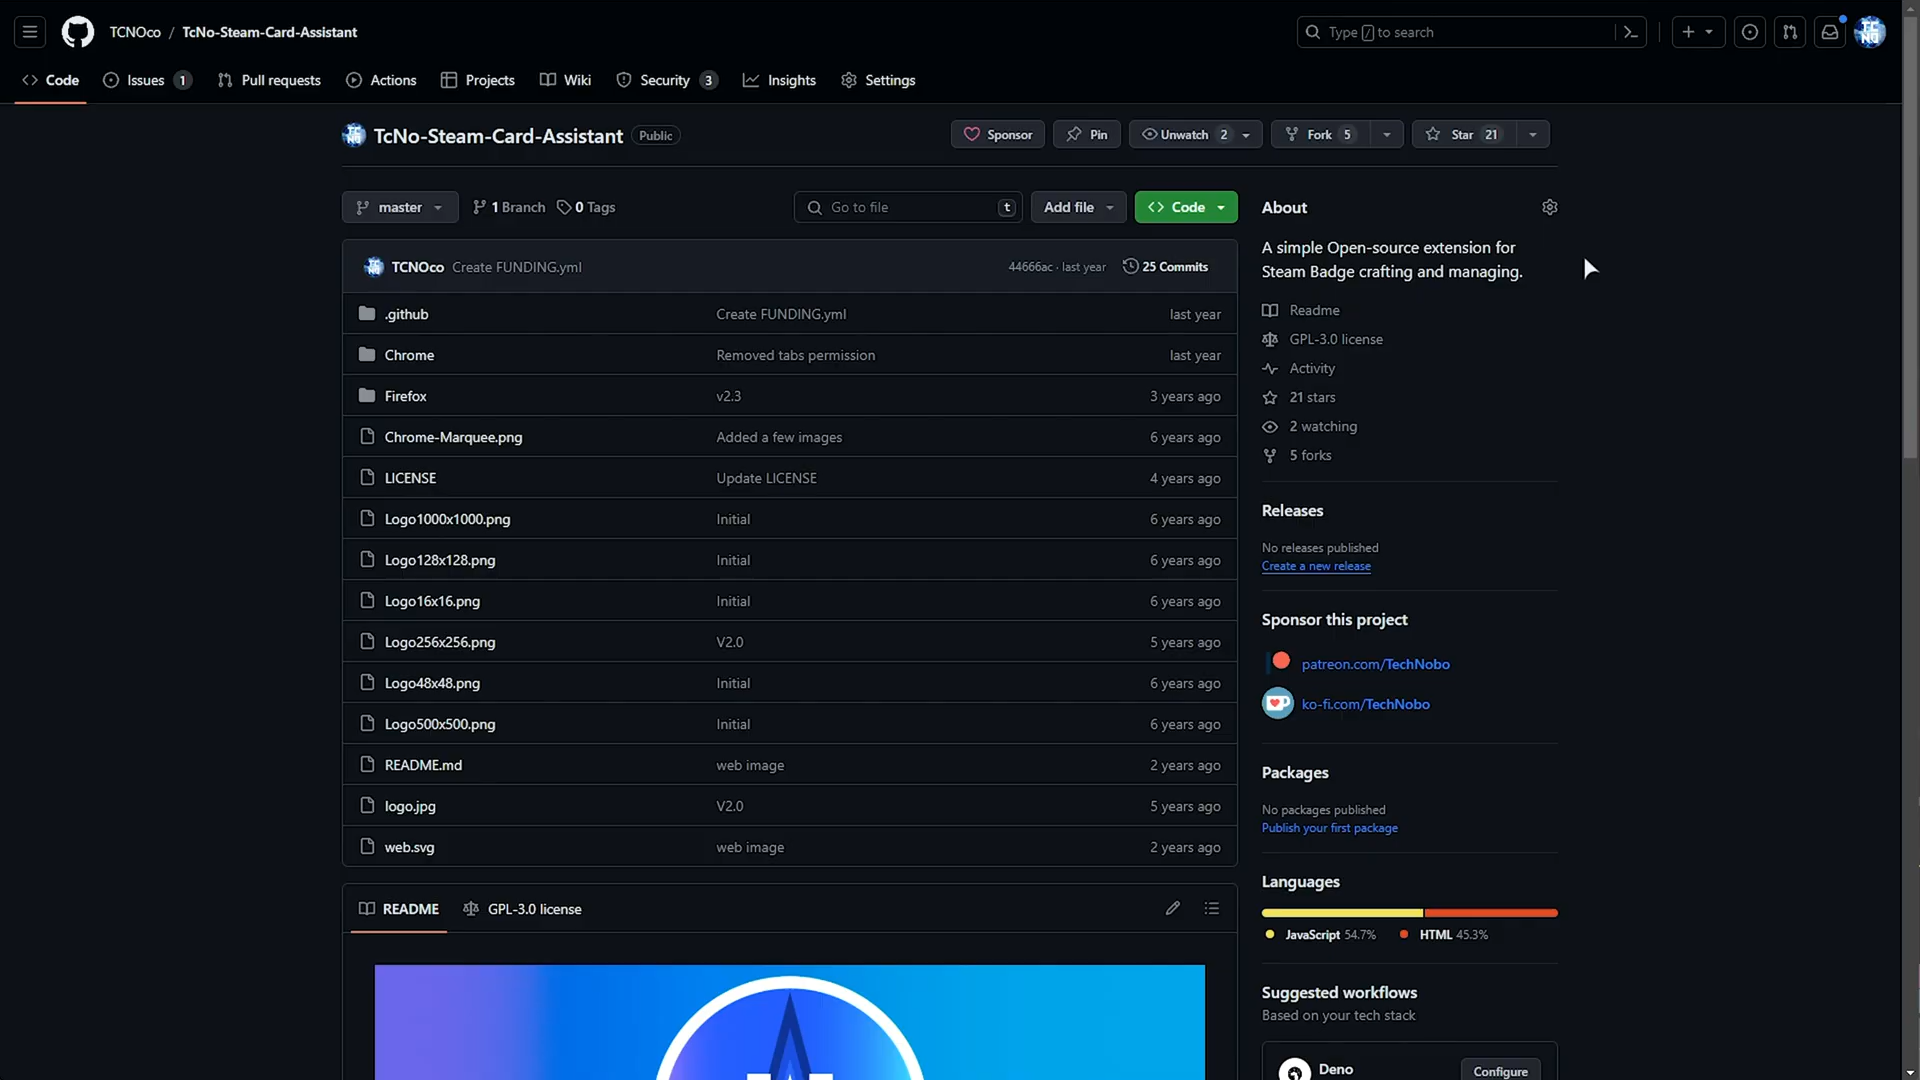 TCNOco / TcNo-Steam-Card-Assistant
Type / to search
Code Issues 1 Pull requests Actions Projects Wiki Security 3 Insights Settings
TcNo-Steam-Card-Assistant Public
Sponsor Pin Unwatch 2 Fork 5 Star 21
master 1 Branch 0 Tags
Go to file t Add file Code
TCNOco Create FUNDING.yml 44666ac · last year 25 Commits
.github Create FUNDING.yml last year
Chrome Removed tabs permission last year
Firefox v2.3 3 years ago
Chrome-Marquee.png Added a few images 6 years ago
LICENSE Update LICENSE 4 years ago
Logo1000x1000.png Initial 6 years ago
Logo128x128.png Initial 6 years ago
Logo16x16.png Initial 6 years ago
Logo256x256.png V2.0 5 years ago
Logo48x48.png Initial 6 years ago
Logo500x500.png Initial 6 years ago
README.md web image 2 years ago
logo.jpg V2.0 5 years ago
web.svg web image 2 years ago
README GPL-3.0 license
About
A simple Open-source extension for
Steam Badge crafting and managing.
Readme
GPL-3.0 license
Activity
21 stars
2 watching
5 forks
Releases
No releases published
Create a new release
Sponsor this project
patreon.com/TechNobo
ko-fi.com/TechNobo
Packages
No packages published
Publish your first package
Languages
JavaScript 54.7% HTML 45.3%
Suggested workflows
Based on your tech stack
Deno Configure